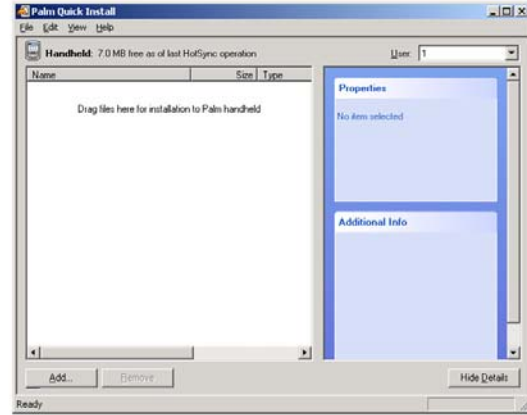 Palm Quick Install
File Edit View Help
Handheld: 7.0 MB free as of last HotSync operation
User: 1
Name Size Type
Drag files here for installation to Palm handheld
Properties
No item selected
Additional Info
Add... Remove
Hide Details
Ready